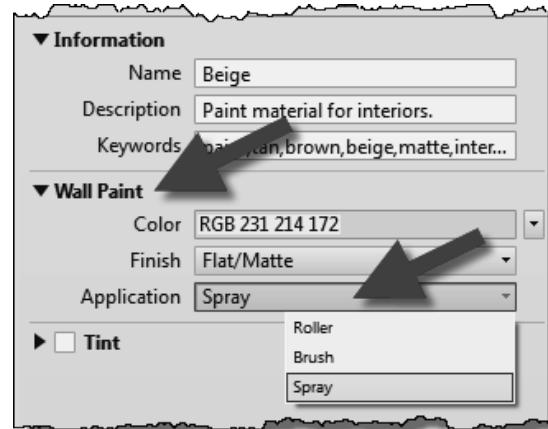 Information
Name Beige
Description Paint material for interiors.
Keywords tan,brown,beige,matte,inter...
Wall Paint
Color RGB 231 214 172
Finish Flat/Matte
Application Spray
Roller
Tint
Brush
Spray